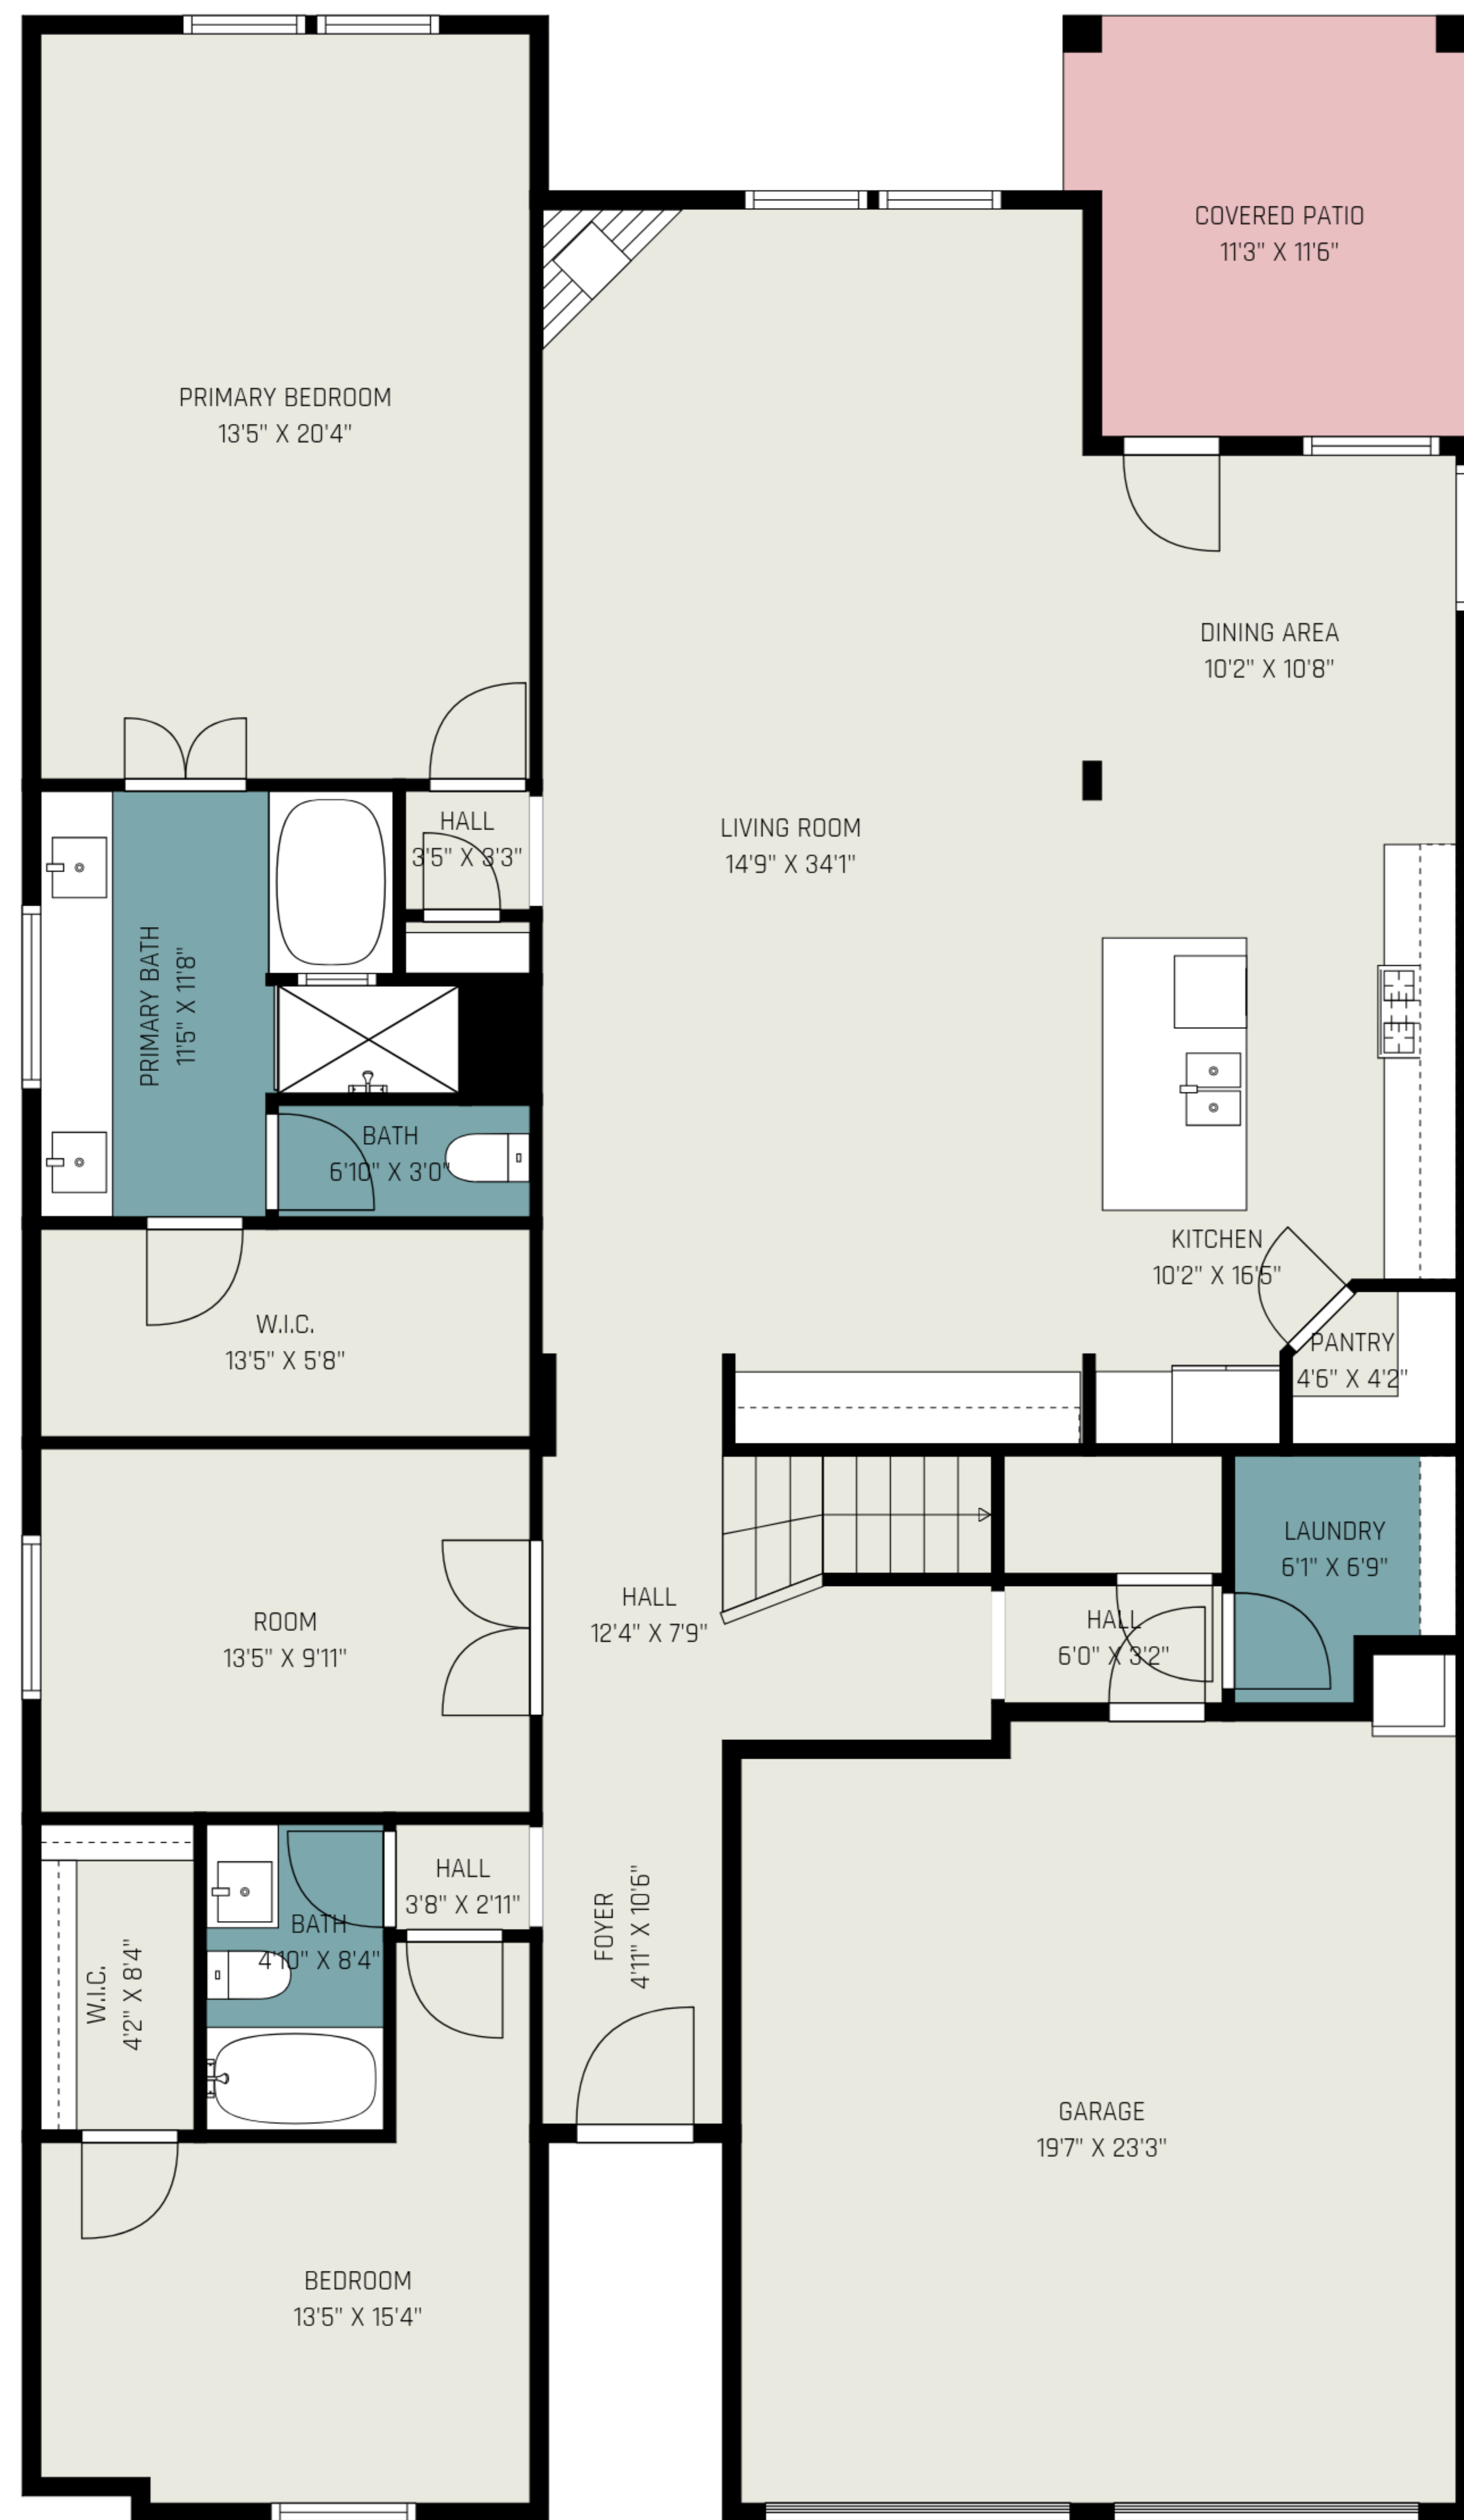 COVERED PATIO
11'3" X 11'6"
PRIMARY BEDROOM
13'5" X 20'4"
DINING AREA
10'2" X 10'8"
HALL
3'5" X 3'3"
LIVING ROOM
14'9" X 34'1"
PRIMARY BATH
11'5" X 11'8"
BATH
6'10" X 3'0"
KITCHEN
10'2" X 16'5"
W.I.C.
13'5" X 5'8"
PANTRY
4'6" X 4'2"
LAUNDRY
6'1" X 6'9"
HALL
12'4" X 7'9"
HALL
6'0" X 3'2"
ROOM
13'5" X 9'11"
HALL
3'8" X 2'11"
BATH
4'10" X 8'4"
FOYER
4'11" X 10'6"
W.I.C.
4'2" X 8'4"
GARAGE
19'7" X 23'3"
BEDROOM
13'5" X 15'4"